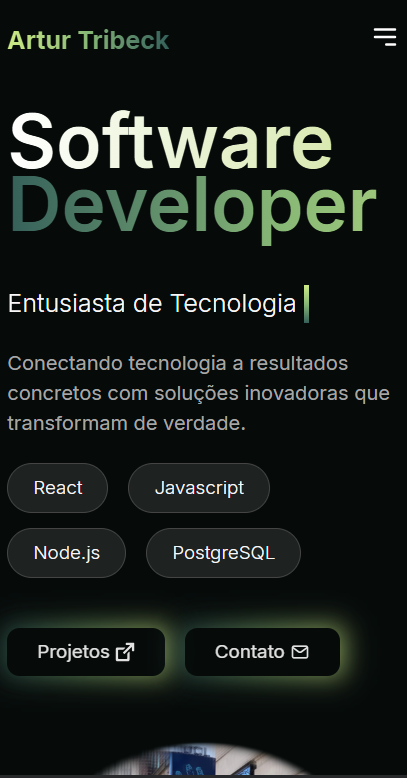 Artur Tribeck
Software
Developer
Entusiasta de Tecnologia
Conectando tecnologia a resultados
concretos com soluções inovadoras que
transformam de verdade.
React
Javascript
Node.js
PostgreSQL
Projetos
Contato